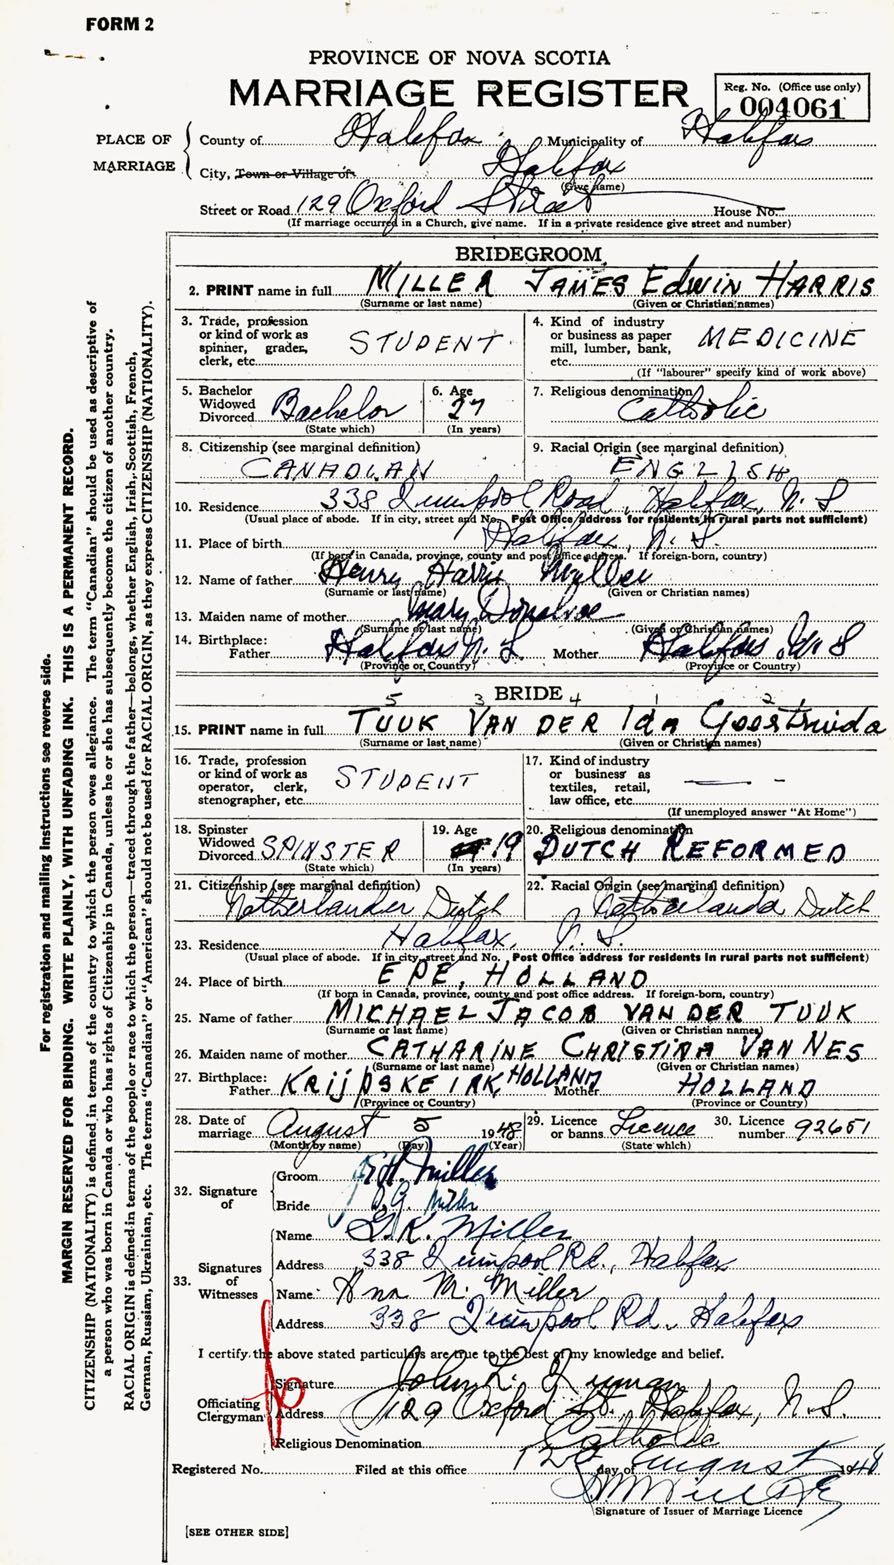 FORM 2
PROVINCE OF NOVA SCOTIA
MARRIAGE REGISTER
Reg. No. (Office use only)
004061
PLACE OF MARRIAGE
County of Halifax Municipality of Halifax
City, Town or Village of Halifax
(Give name)
Street or Road 129 Oxford Street House No.
(If marriage occurred in a Church, give name. If in a private residence give street and number)
BRIDEGROOM
2. PRINT name in full MILLER JAMES EDWIN HARRIS
(Surname or last name) (Given or Christian names)
3. Trade, profession or kind of work as spinner, grader, clerk, etc. STUDENT
4. Kind of industry or business as paper mill, lumber, bank, etc. MEDICINE
(If "labourer" specify kind of work above)
5. Bachelor Widowed Divorced Bachelor
(State which)
6. Age 27
(In years)
7. Religious denomination Catholic
8. Citizenship (see marginal definition) CANADIAN
9. Racial Origin (see marginal definition) ENGLISH
10. Residence 338 Quinpool Road, Halifax, N.S
(Usual place of abode. If in city, street and No. Post Office address for residents in rural parts not sufficient)
11. Place of birth Halifax, N.S.
(If born in Canada, province, county and post office address. If foreign-born, country)
12. Name of father Henry Harris Miller
(Surname or last name) (Given or Christian names)
13. Maiden name of mother Mary Donahoe
(Surname or last name) (Given or Christian names)
14. Birthplace:
Father Halifax N.S. Mother Halifax, N S
(Province or Country) (Province or Country)
BRIDE
5 3 4 1 2
15. PRINT name in full TUUK VAN DER Ida Geertruida
(Surname or last name) (Given or Christian names)
16. Trade, profession or kind of work as operator, clerk, stenographer, etc. STUDENT
17. Kind of industry or business as textiles, retail, law office, etc.
(If unemployed answer "At Home")
18. Spinster Widowed Divorced SPINSTER
(State which)
19. Age 19
(In years)
20. Religious denomination DUTCH REFORMED
21. Citizenship (see marginal definition) Netherlander Dutch
22. Racial Origin (see marginal definition) Dutch
23. Residence Halifax, N.S.
(Usual place of abode. If in city, street and No., Post Office address for residents in rural parts not sufficient)
24. Place of birth EPE, HOLLAND
(If born in Canada, province, county and post office address. If foreign-born, country)
25. Name of father MICHAEL JACOB VAN DER TUUK
(Surname or last name) (Given or Christian names)
26. Maiden name of mother CATHARINE CHRISTINA VAN NES
(Surname or last name) (Given or Christian names)
27. Birthplace:
Father KRIJPSKEIRK, HOLLAND Mother HOLLAND
(Province or Country) (Province or Country)
28. Date of marriage August 5 1948
(Month by name) (Day) (Year)
29. Licence or banns Licence
(State which)
30. Licence number 92651
32. Signature of
Groom J.H. Miller
Bride I.G. Miller
33. Signatures of Witnesses
Name G.K. Miller
Address 338 Quinpool Rd., Halifax
Name Ann M. Miller
Address 338 Quinpool Rd., Halifax
I certify the above stated particulars are true to the best of my knowledge and belief.
Officiating Clergyman
Signature John L. Quinan
Address 129 Oxford St. Halifax, N.S.
Religious Denomination Catholic
Registered No. Filed at this office 12 day of August 1948
Signature of Issuer of Marriage Licence
[SEE OTHER SIDE]
For registration and mailing instructions see reverse side.
MARGIN RESERVED FOR BINDING. WRITE PLAINLY, WITH UNFADING INK. THIS IS A PERMANENT RECORD.
CITIZENSHIP (NATIONALITY) is defined in terms of the country to which the person owes allegiance. The term "Canadian" should be used as descriptive of
a person who was born in Canada or who has rights of Citizenship in Canada, unless he or she has subsequently become the citizen of another country.
RACIAL ORIGIN is defined in terms of the people or race to which the person—traced through the father—belongs, whether English, Irish, Scottish, French,
German, Russian, Ukrainian, etc. The terms "Canadian" or "American" should not be used for RACIAL ORIGIN, as they express CITIZENSHIP (NATIONALITY).